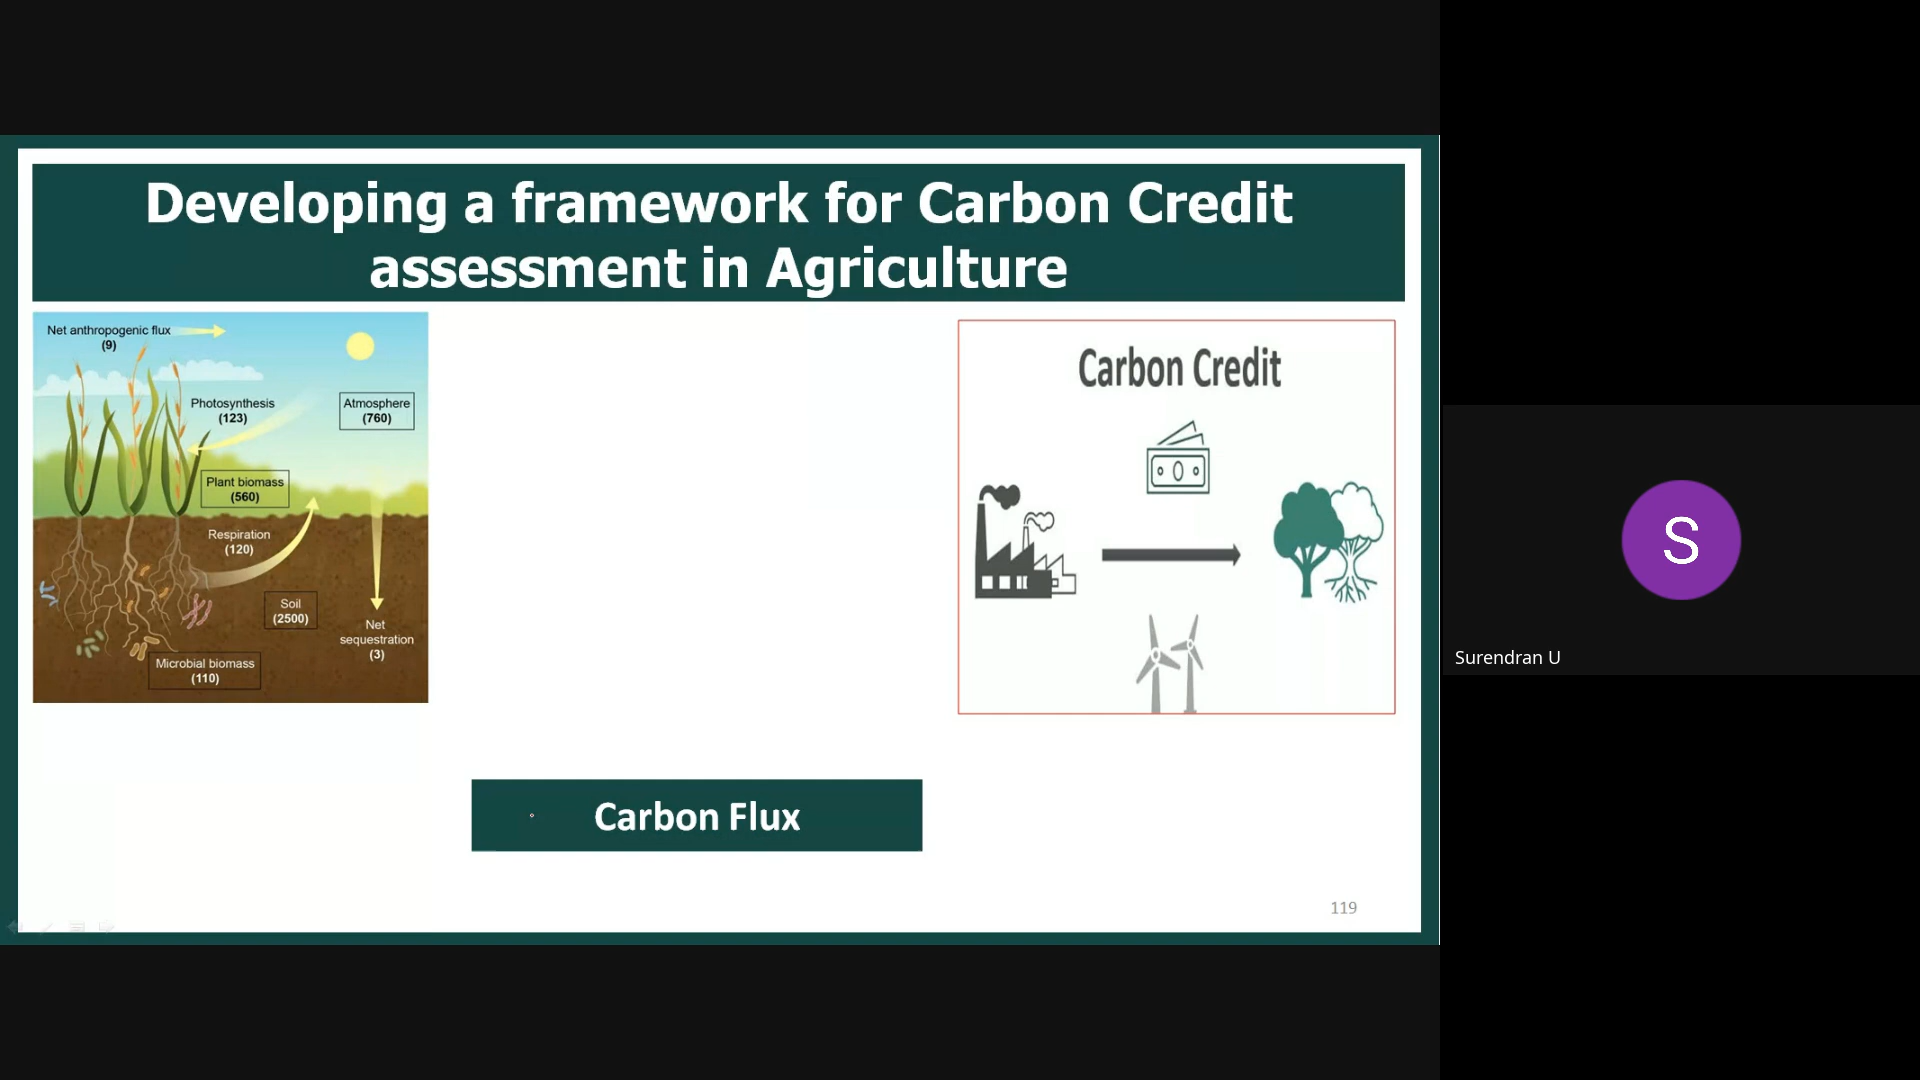 Developing a framework for Carbon Credit
assessment in Agriculture
Net anthropogenic flux
(9)
Photosynthesis
(123)
Atmosphere
(760)
Plant biomass
(560)
Respiration
(120)
Soil
(2500)
Net
sequestration
(3)
Microbial biomass
(110)
Carbon Credit
Carbon Flux
119
S
Surendran U